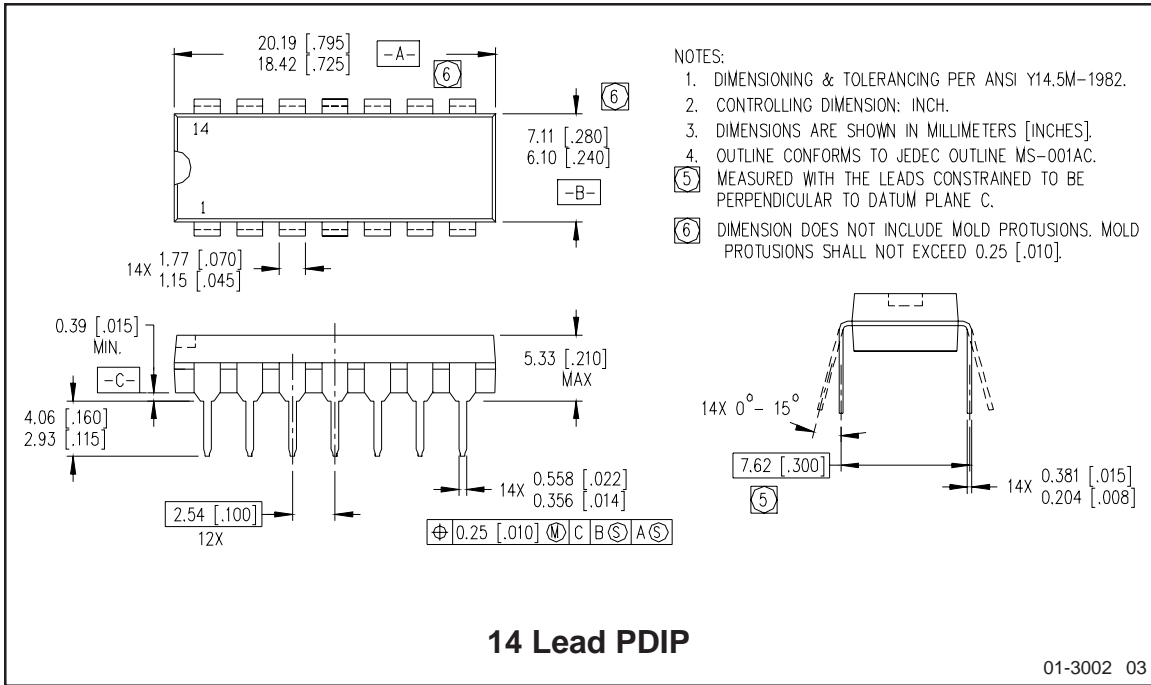 20.19 [.795]
18.42 [.725]
-A-
6
6
14
1
7.11 [.280]
6.10 [.240]
-B-
14X 1.77 [.070]
1.15 [.045]
NOTES:
1. DIMENSIONING & TOLERANCING PER ANSI Y14.5M-1982.
2. CONTROLLING DIMENSION: INCH.
3. DIMENSIONS ARE SHOWN IN MILLIMETERS [INCHES].
4. OUTLINE CONFORMS TO JEDEC OUTLINE MS-001AC.
5 MEASURED WITH THE LEADS CONSTRAINED TO BE
PERPENDICULAR TO DATUM PLANE C.
6 DIMENSION DOES NOT INCLUDE MOLD PROTUSIONS. MOLD
PROTUSIONS SHALL NOT EXCEED 0.25 [.010].
0.39 [.015]
MIN.
-C-
4.06 [.160]
2.93 [.115]
5.33 [.210]
MAX
2.54 [.100]
12X
14X 0.558 [.022]
0.356 [.014]
⌖ 0.25 [.010] Ⓜ C B Ⓢ A Ⓢ
14X 0°- 15°
7.62 [.300]
5
14X 0.381 [.015]
0.204 [.008]
14 Lead PDIP
01-3002 03